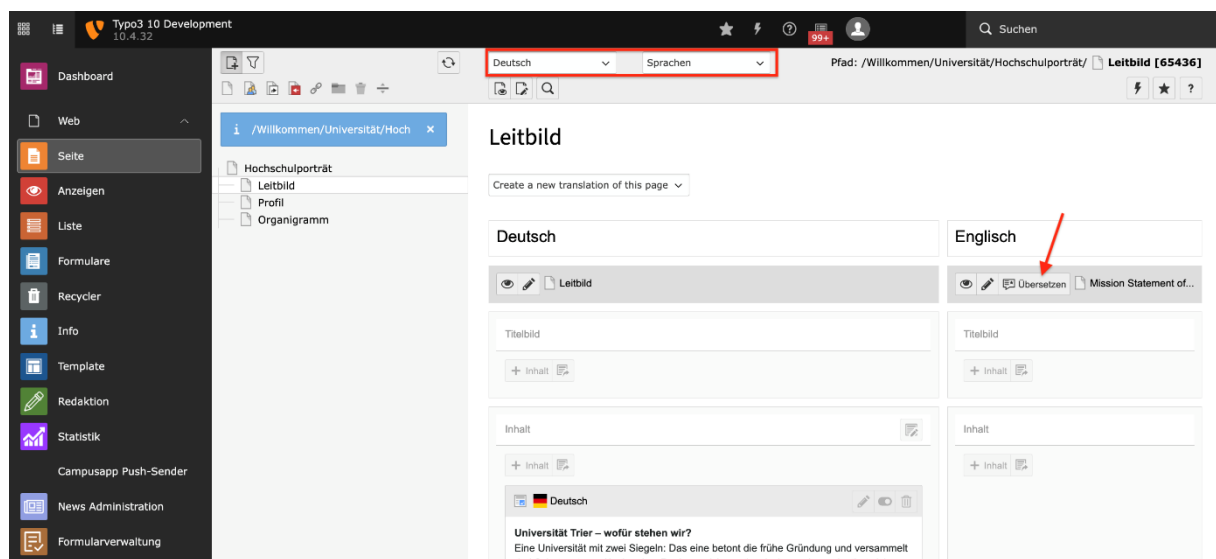 Typo3 10 Development
10.4.32
99+
Suchen
Dashboard
Web
Seite
Anzeigen
Liste
Formulare
Recycler
Info
Template
Redaktion
Statistik
Campusapp Push-Sender
News Administration
Formularverwaltung
i /Willkommen/Universität/Hoch ×
Hochschulporträt
Leitbild
Profil
Organigramm
Deutsch Sprachen
Pfad: /Willkommen/Universität/Hochschulporträt/ Leitbild [65436]
?
Leitbild
Create a new translation of this page
Deutsch
Leitbild
Titelbild
+ Inhalt
Inhalt
+ Inhalt
Deutsch
Universität Trier – wofür stehen wir?
Eine Universität mit zwei Siegeln: Das eine betont die frühe Gründung und versammelt
Englisch
Übersetzen Mission Statement of...
Titelbild
+ Inhalt
Inhalt
+ Inhalt